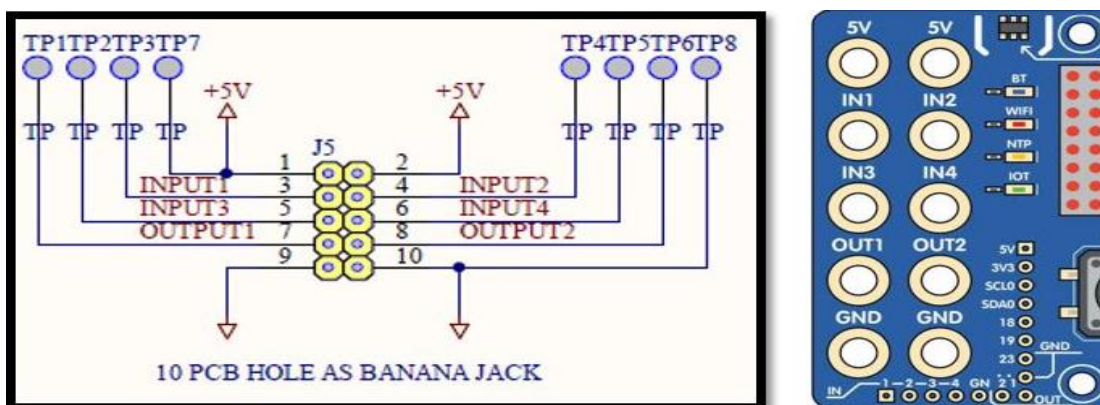 TP1TP2TP3TP7
TP4TP5TP6TP8
+5V
+5V
TP TP TP TP
TP TP TP TP
J5
1 2
INPUT1 3 4 INPUT2
INPUT3 5 6 INPUT4
OUTPUT1 7 8 OUTPUT2
9 10
10 PCB HOLE AS BANANA JACK
5V 5V
IN1 IN2
IN3 IN4
OUT1 OUT2
GND GND
BT
WIFI
NTP
IOT
5V
3V3
SCL0
SDA0
18
19
23
GND
IN 1-2-3-4 GN 2 1 OUT